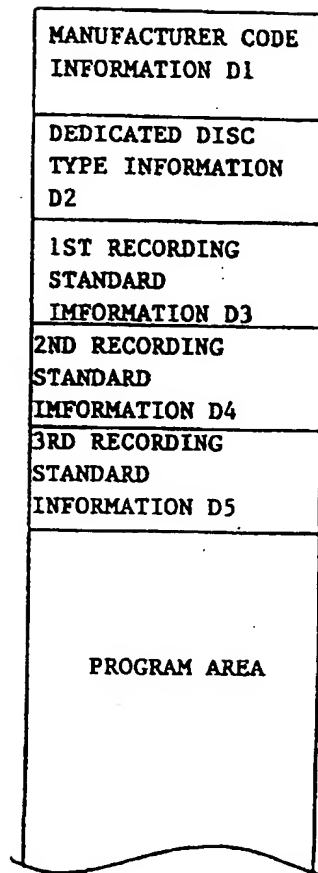 MANUFACTURER CODE
INFORMATION D1
DEDICATED DISC
TYPE INFORMATION
D2
1ST RECORDING
STANDARD
IMFORMATION D3
2ND RECORDING
STANDARD
IMFORMATION D4
3RD RECORDING
STANDARD
INFORMATION D5
PROGRAM AREA